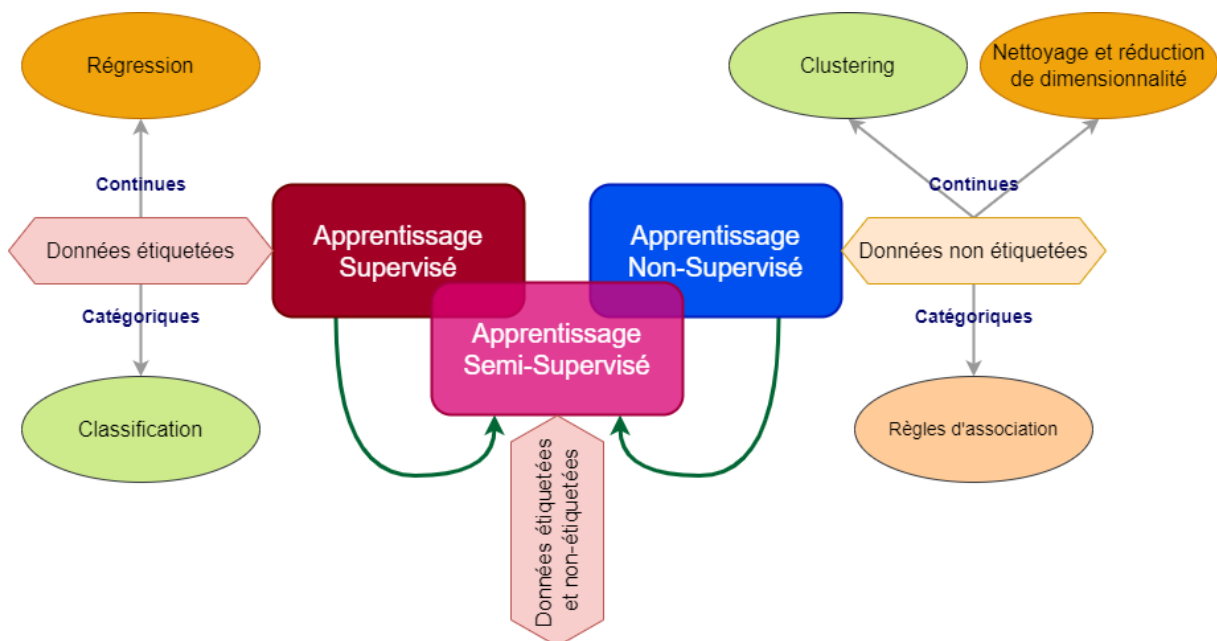 Régression
Clustering
Nettoyage et réduction
de dimensionnalité
Continues
Continues
Données étiquetées
Apprentissage
Supervisé
Apprentissage
Non-Supervisé
Données non étiquetées
Catégoriques
Catégoriques
Apprentissage
Semi-Supervisé
Classification
Règles d'association
Données étiquetées
et non-étiquetées